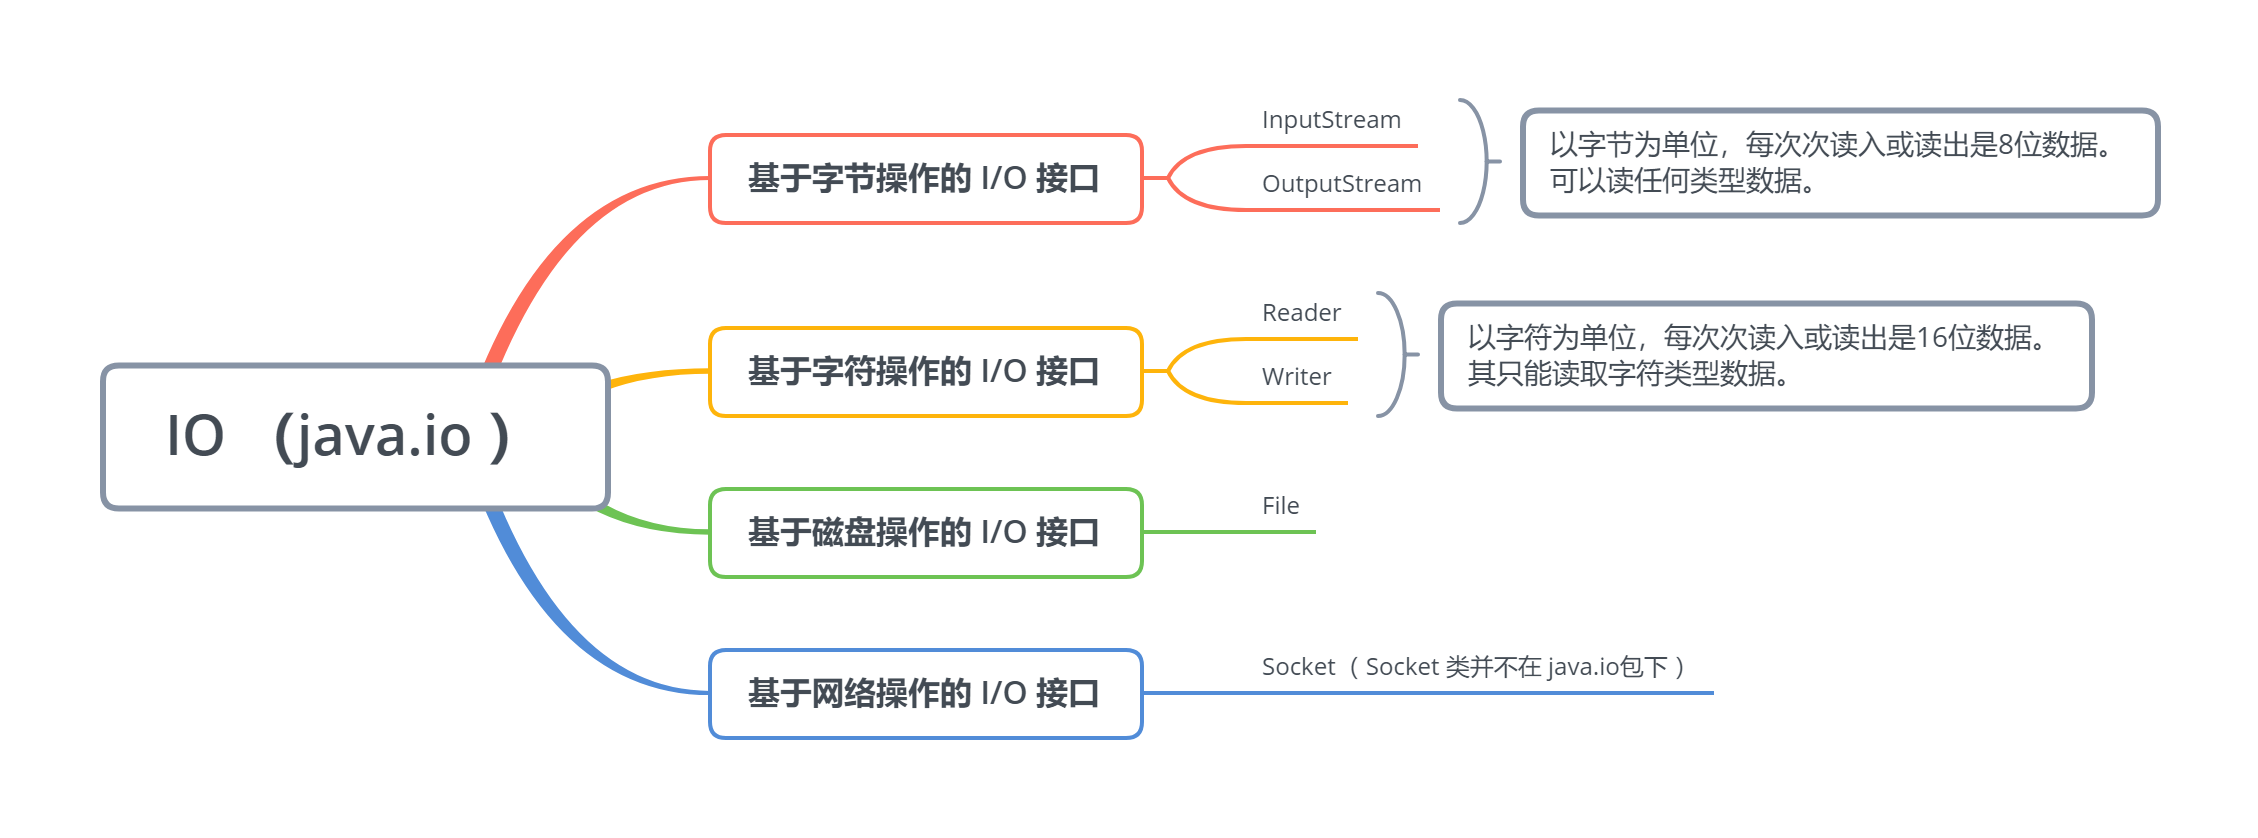 IO （java.io ）
基于字节操作的 I/O 接口
InputStream
OutputStream
以字节为单位，每次次读入或读出是8位数据。
可以读任何类型数据。
基于字符操作的 I/O 接口
Reader
Writer
以字符为单位，每次次读入或读出是16位数据。
其只能读取字符类型数据。
基于磁盘操作的 I/O 接口
File
基于网络操作的 I/O 接口
Socket（ Socket 类并不在 java.io包下 ）